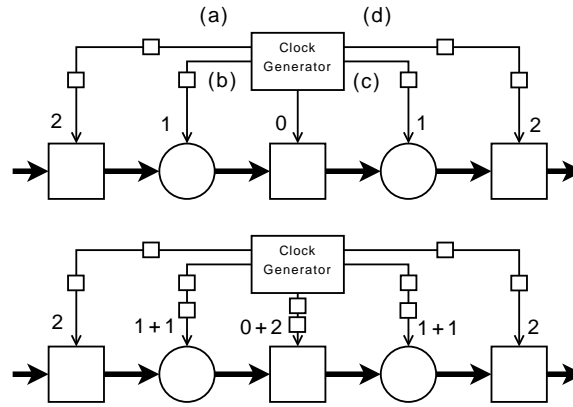 (a) (d)
Clock
Generator
(b) (c)
2 1 0 1 2
Clock
Generator
2 1+1 0+2 1+1 2